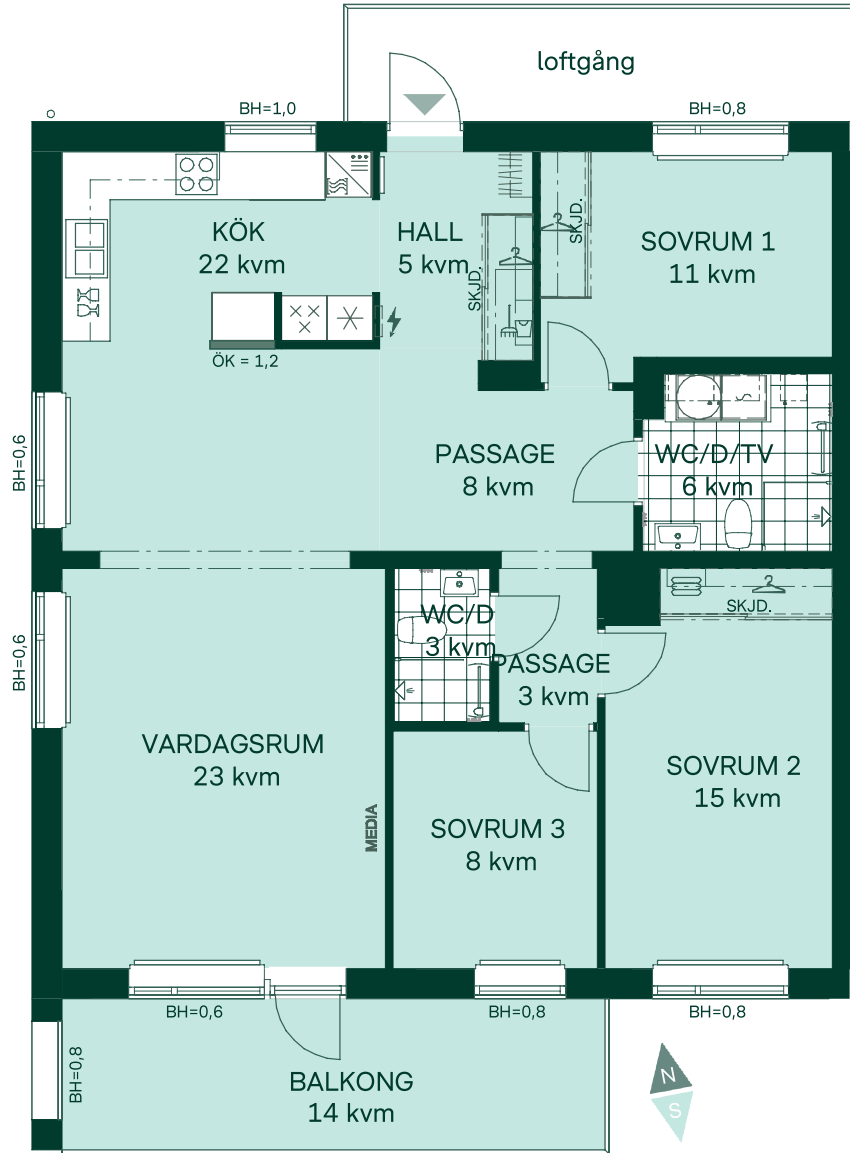 loftgång
BH=1,0
BH=0,8
KÖK
22 kvm
HALL
5 kvm
SKJD.
SKJD.
SOVRUM 1
11 kvm
ÖK = 1,2
BH=0,6
PASSAGE
8 kvm
WC/D/TV
6 kvm
BH=0,6
WC/D
3 kvm
PASSAGE
3 kvm
SKJD.
VARDAGSRUM
23 kvm
MEDIA
SOVRUM 3
8 kvm
SOVRUM 2
15 kvm
BH=0,6
BH=0,8
BH=0,8
BH=0,8
BALKONG
14 kvm
N
S